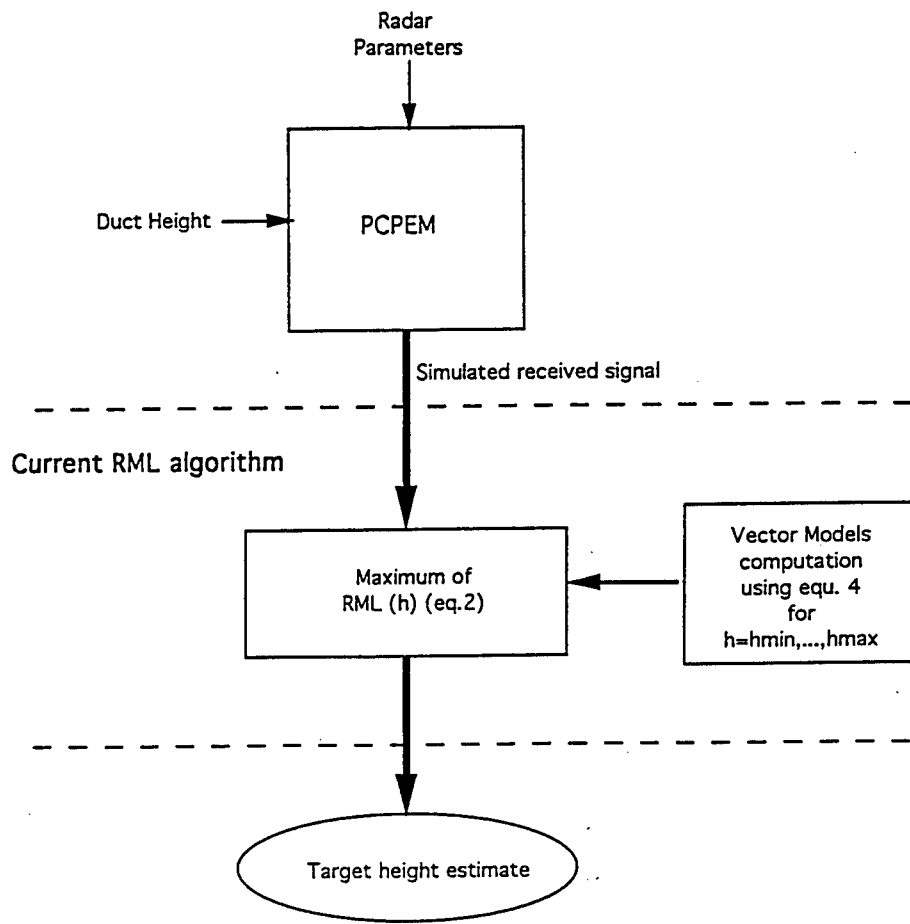 Radar
Parameters
Duct Height
PCPEM
Simulated received signal
Current RML algorithm
Maximum of
RML (h) (eq.2)
Vector Models
computation
using equ. 4
for
h=hmin,...,hmax
Target height estimate